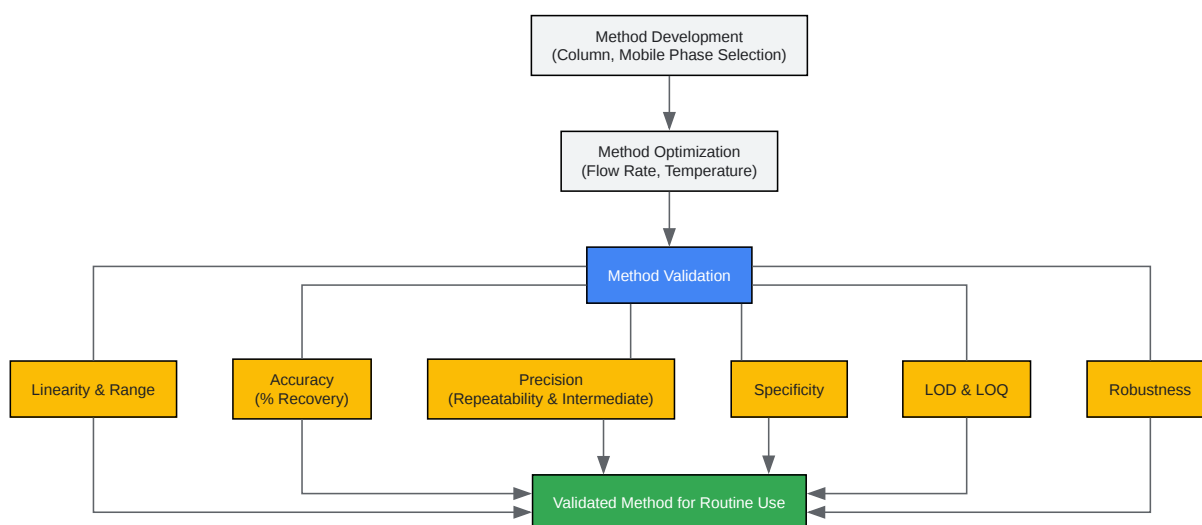 Method Development
(Column, Mobile Phase Selection)
Method Optimization
(Flow Rate, Temperature)
Method Validation
Linearity & Range
Accuracy
(% Recovery)
Precision
(Repeatability & Intermediate)
Specificity
LOD & LOQ
Robustness
Validated Method for Routine Use